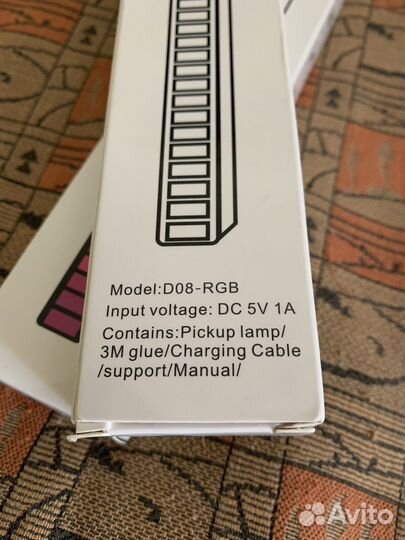 Model:D08-RGB
Input voltage: DC 5V 1A
Contains:Pickup lamp/
3M glue/Charging Cable
/support/Manual/
Avito